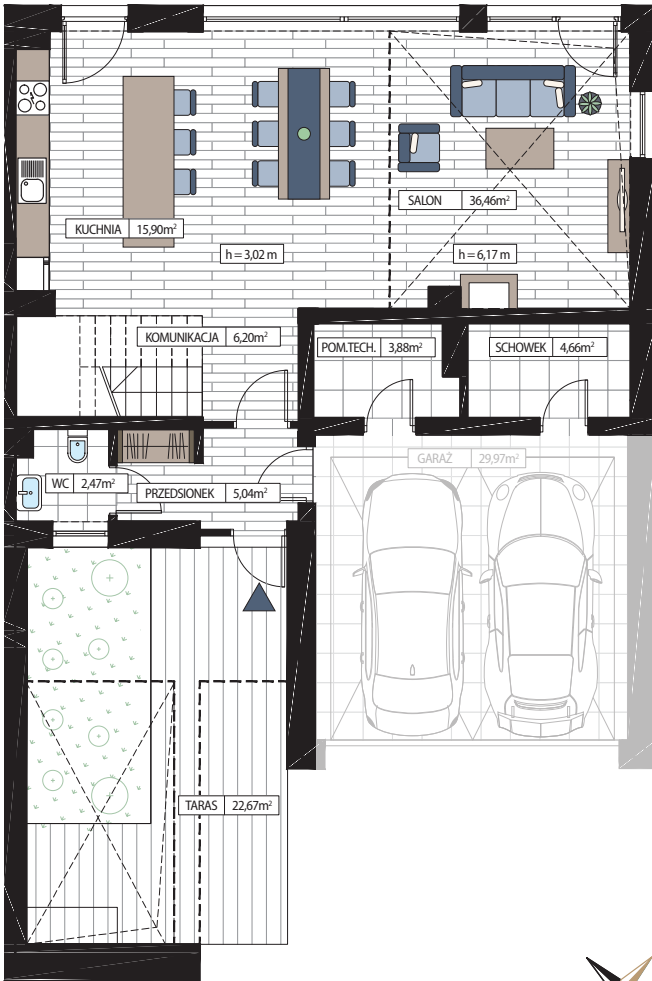 SALON 36,46m²
KUCHNIA 15,90m²
h = 3,02 m
h = 6,17 m
KOMUNIKACJA 6,20m²
POM.TECH. 3,88m²
SCHOWEK 4,66m²
GARAŻ 29,97m²
WC 2,47m²
PRZEDSIONEK 5,04m²
TARAS 22,67m²